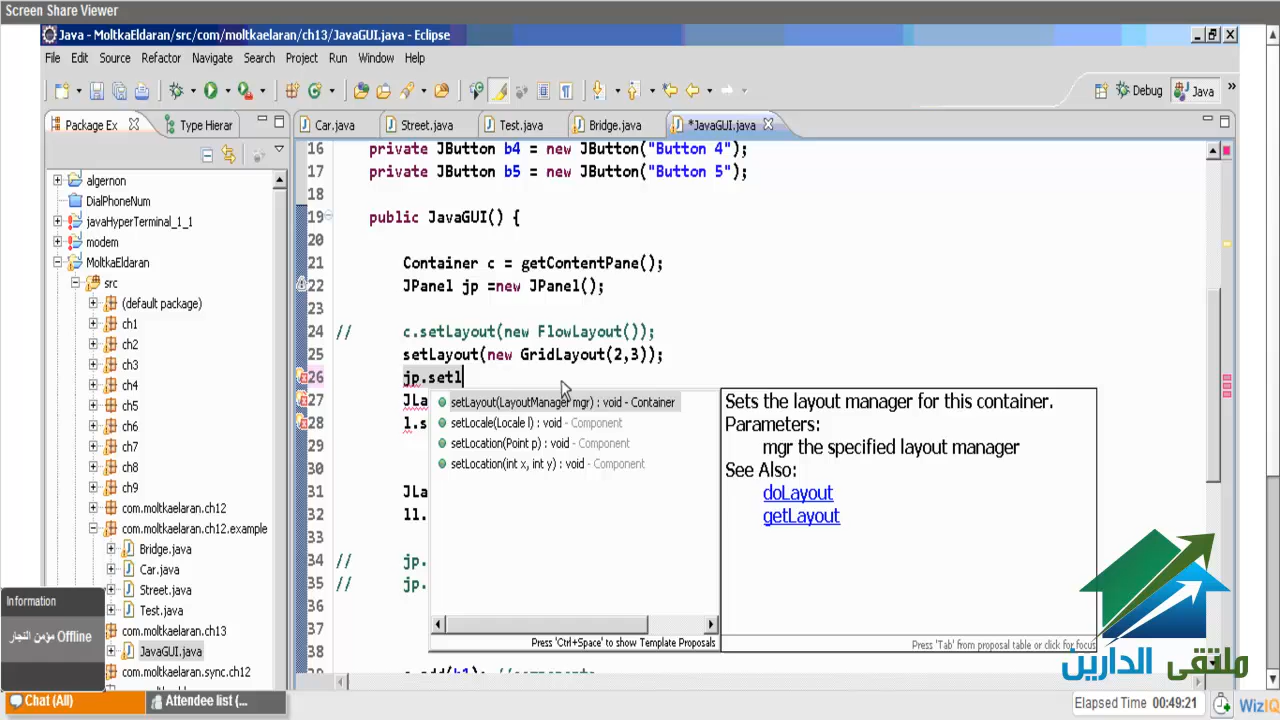 Screen Share Viewer
Java - MoltkaEldaran/src/com/moltkaelaran/ch13/JavaGUI.java - Eclipse
File Edit Source Refactor Navigate Search Project Run Window Help
Debug Java
Package Ex Type Hierar
Car.java Street.java Test.java Bridge.java *JavaGUI.java
algernon
DialPhoneNum
javaHyperTerminal_1_1
modem
MoltkaEldaran
src
(default package)
ch1
ch2
ch3
ch4
ch5
ch6
ch7
ch8
ch9
com.moltkaelaran.ch12
com.moltkaelaran.ch12.example
Bridge.java
Car.java
Street.java
Test.java
com.moltkaelaran.ch13
JavaGUI.java
com.moltkaelaran.sync.ch12
16 private JButton b4 = new JButton("Button 4");
17 private JButton b5 = new JButton("Button 5");
18
19 public JavaGUI() {
20
21 Container c = getContentPane();
22 JPanel jp =new JPanel();
23
24 // c.setLayout(new FlowLayout());
25 setLayout(new GridLayout(2,3));
26 jp.setl
27 JLa
28 l.s
30
31 JLa
32 ll.
33
34 // jp.
35 // jp.
36
37
38 c.add(b1); //components
setLayout(LayoutManager mgr) : void - Container
setLocale(Locale l) : void - Component
setLocation(Point p) : void - Component
setLocation(int x, int y) : void - Component
Press 'Ctrl+Space' to show Template Proposals
Sets the layout manager for this container.
Parameters:
mgr the specified layout manager
See Also:
doLayout
getLayout
Press 'Tab' from proposal table or click for focus
ملتقى الدارين
Information
مؤمن النجار Offline
Chat (All) Attendee list (...
Elapsed Time 00:49:21 WizIQ